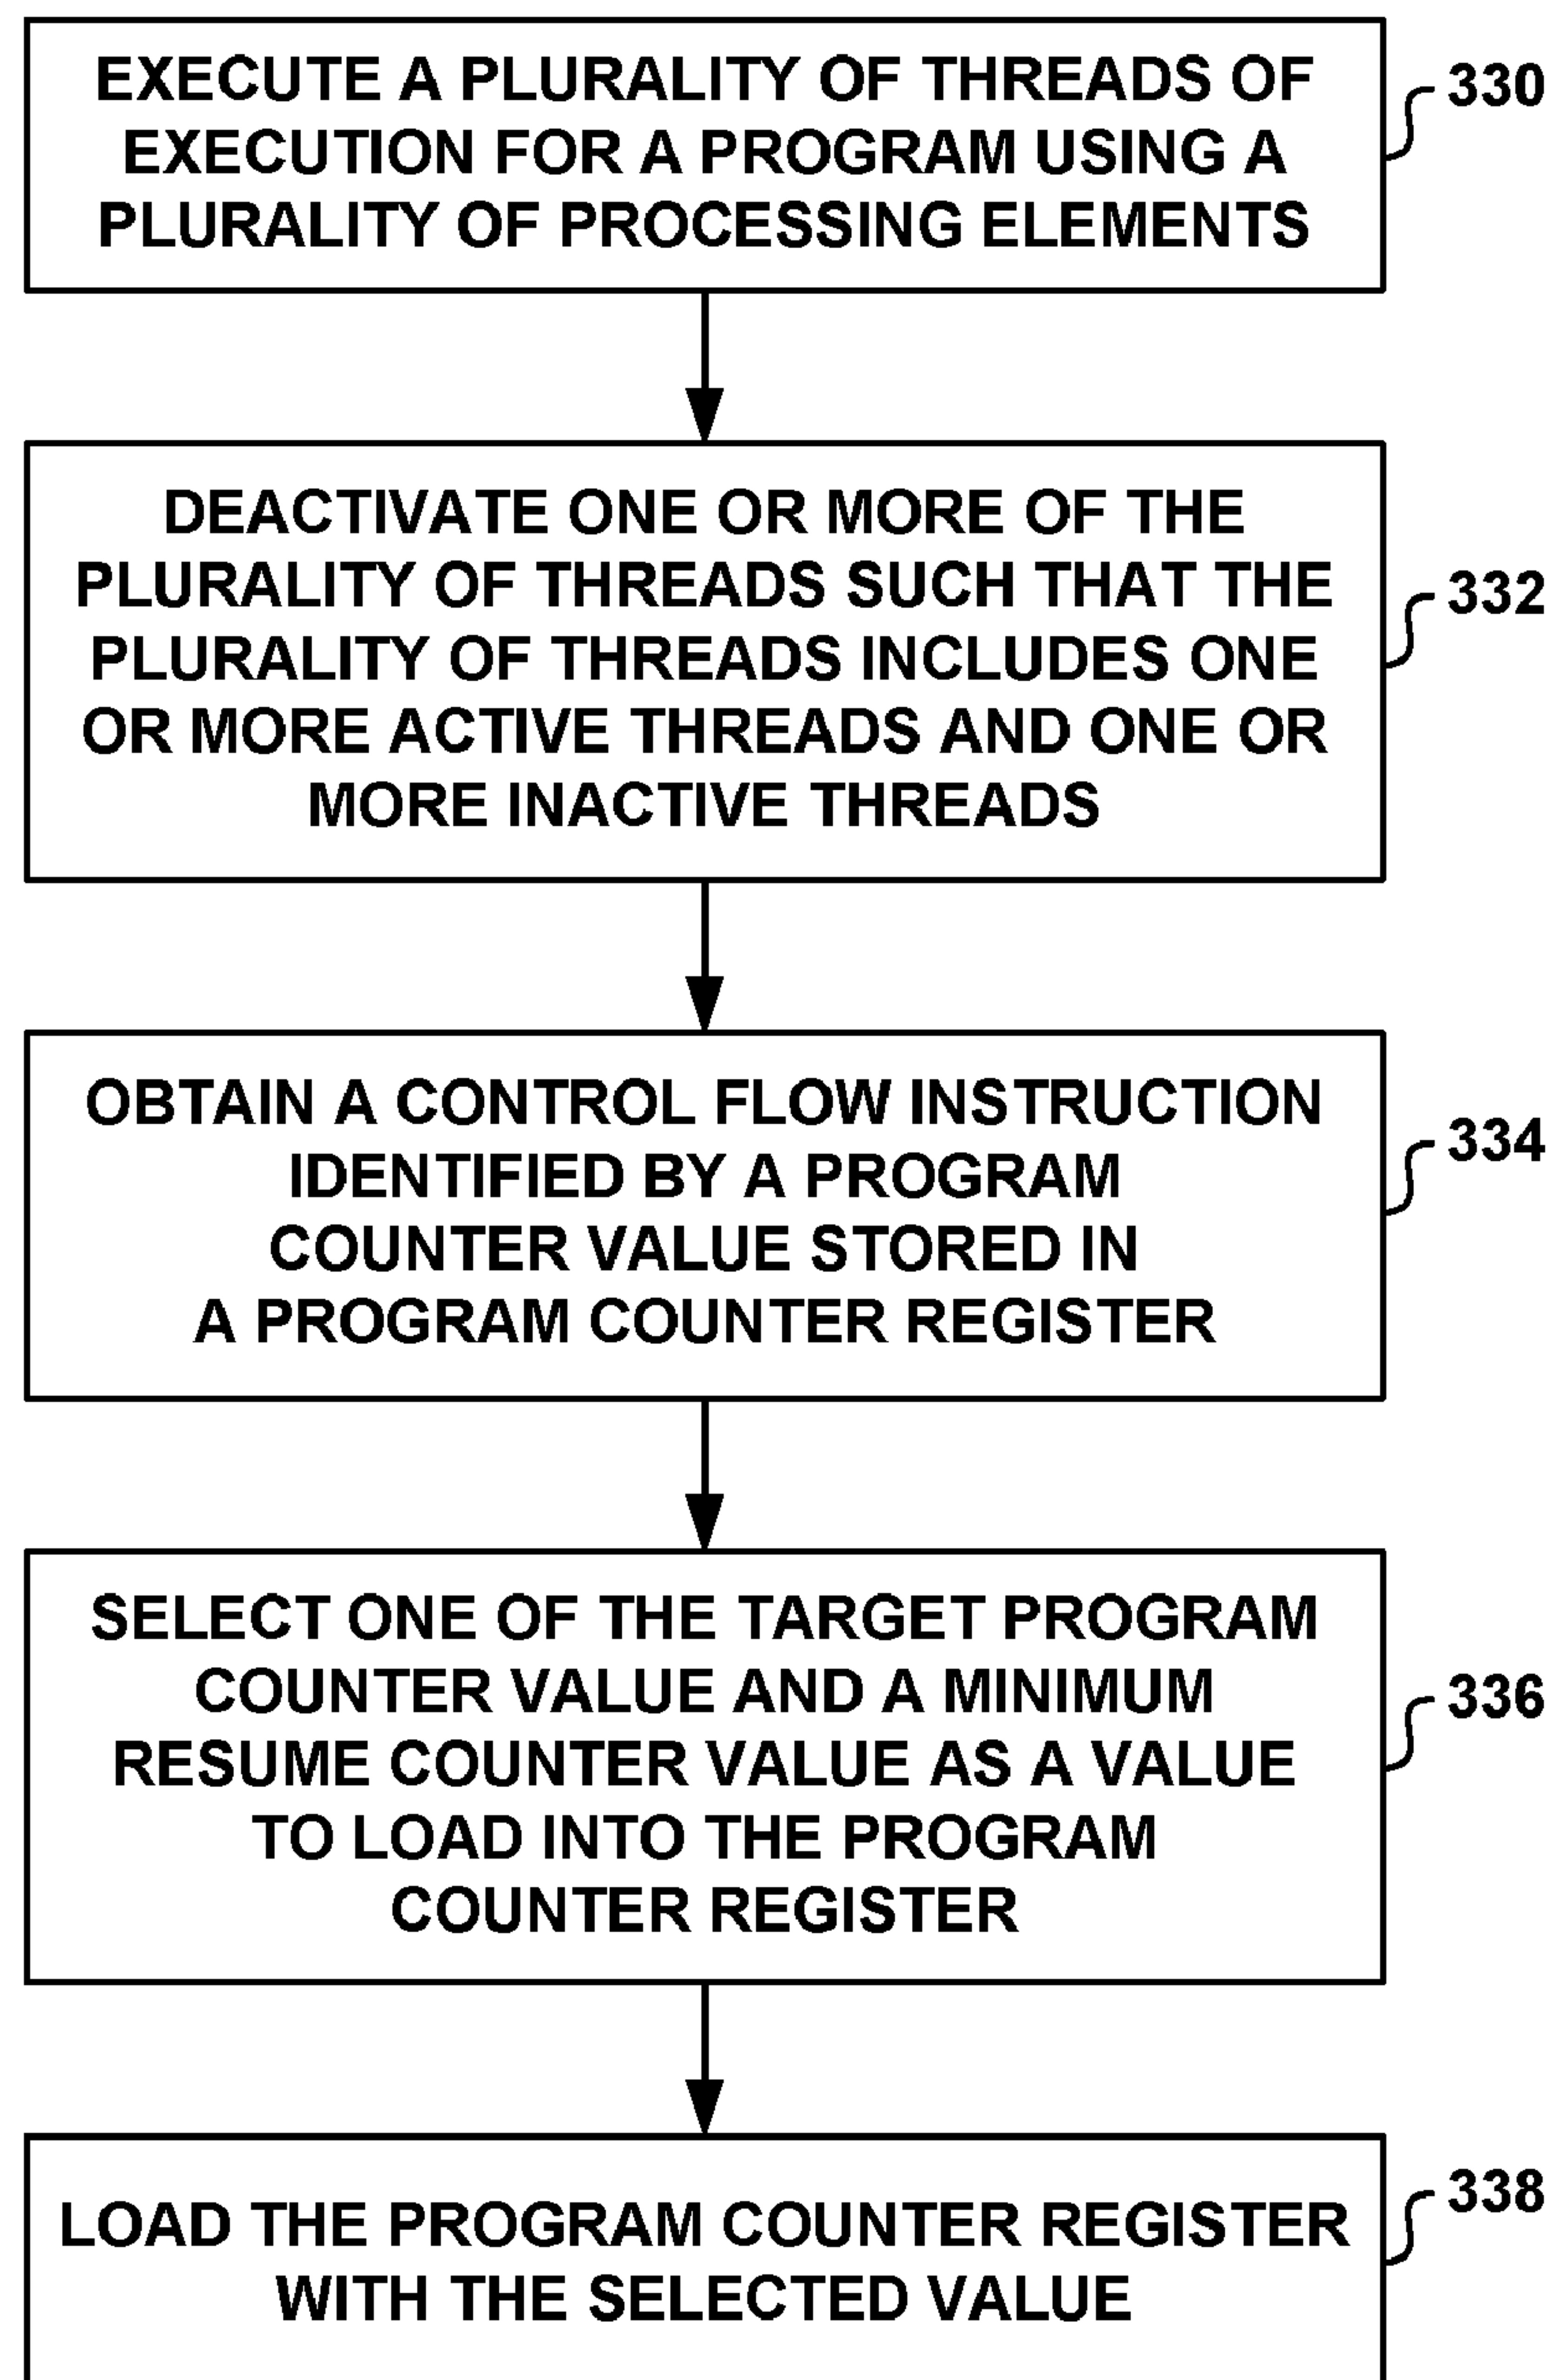 EXECUTE A PLURALITY OF THREADS OF
EXECUTION FOR A PROGRAM USING A
PLURALITY OF PROCESSING ELEMENTS
330
DEACTIVATE ONE OR MORE OF THE
PLURALITY OF THREADS SUCH THAT THE
PLURALITY OF THREADS INCLUDES ONE
OR MORE ACTIVE THREADS AND ONE OR
MORE INACTIVE THREADS
332
OBTAIN A CONTROL FLOW INSTRUCTION
IDENTIFIED BY A PROGRAM
COUNTER VALUE STORED IN
A PROGRAM COUNTER REGISTER
334
SELECT ONE OF THE TARGET PROGRAM
COUNTER VALUE AND A MINIMUM
RESUME COUNTER VALUE AS A VALUE
TO LOAD INTO THE PROGRAM
COUNTER REGISTER
336
LOAD THE PROGRAM COUNTER REGISTER
WITH THE SELECTED VALUE
338